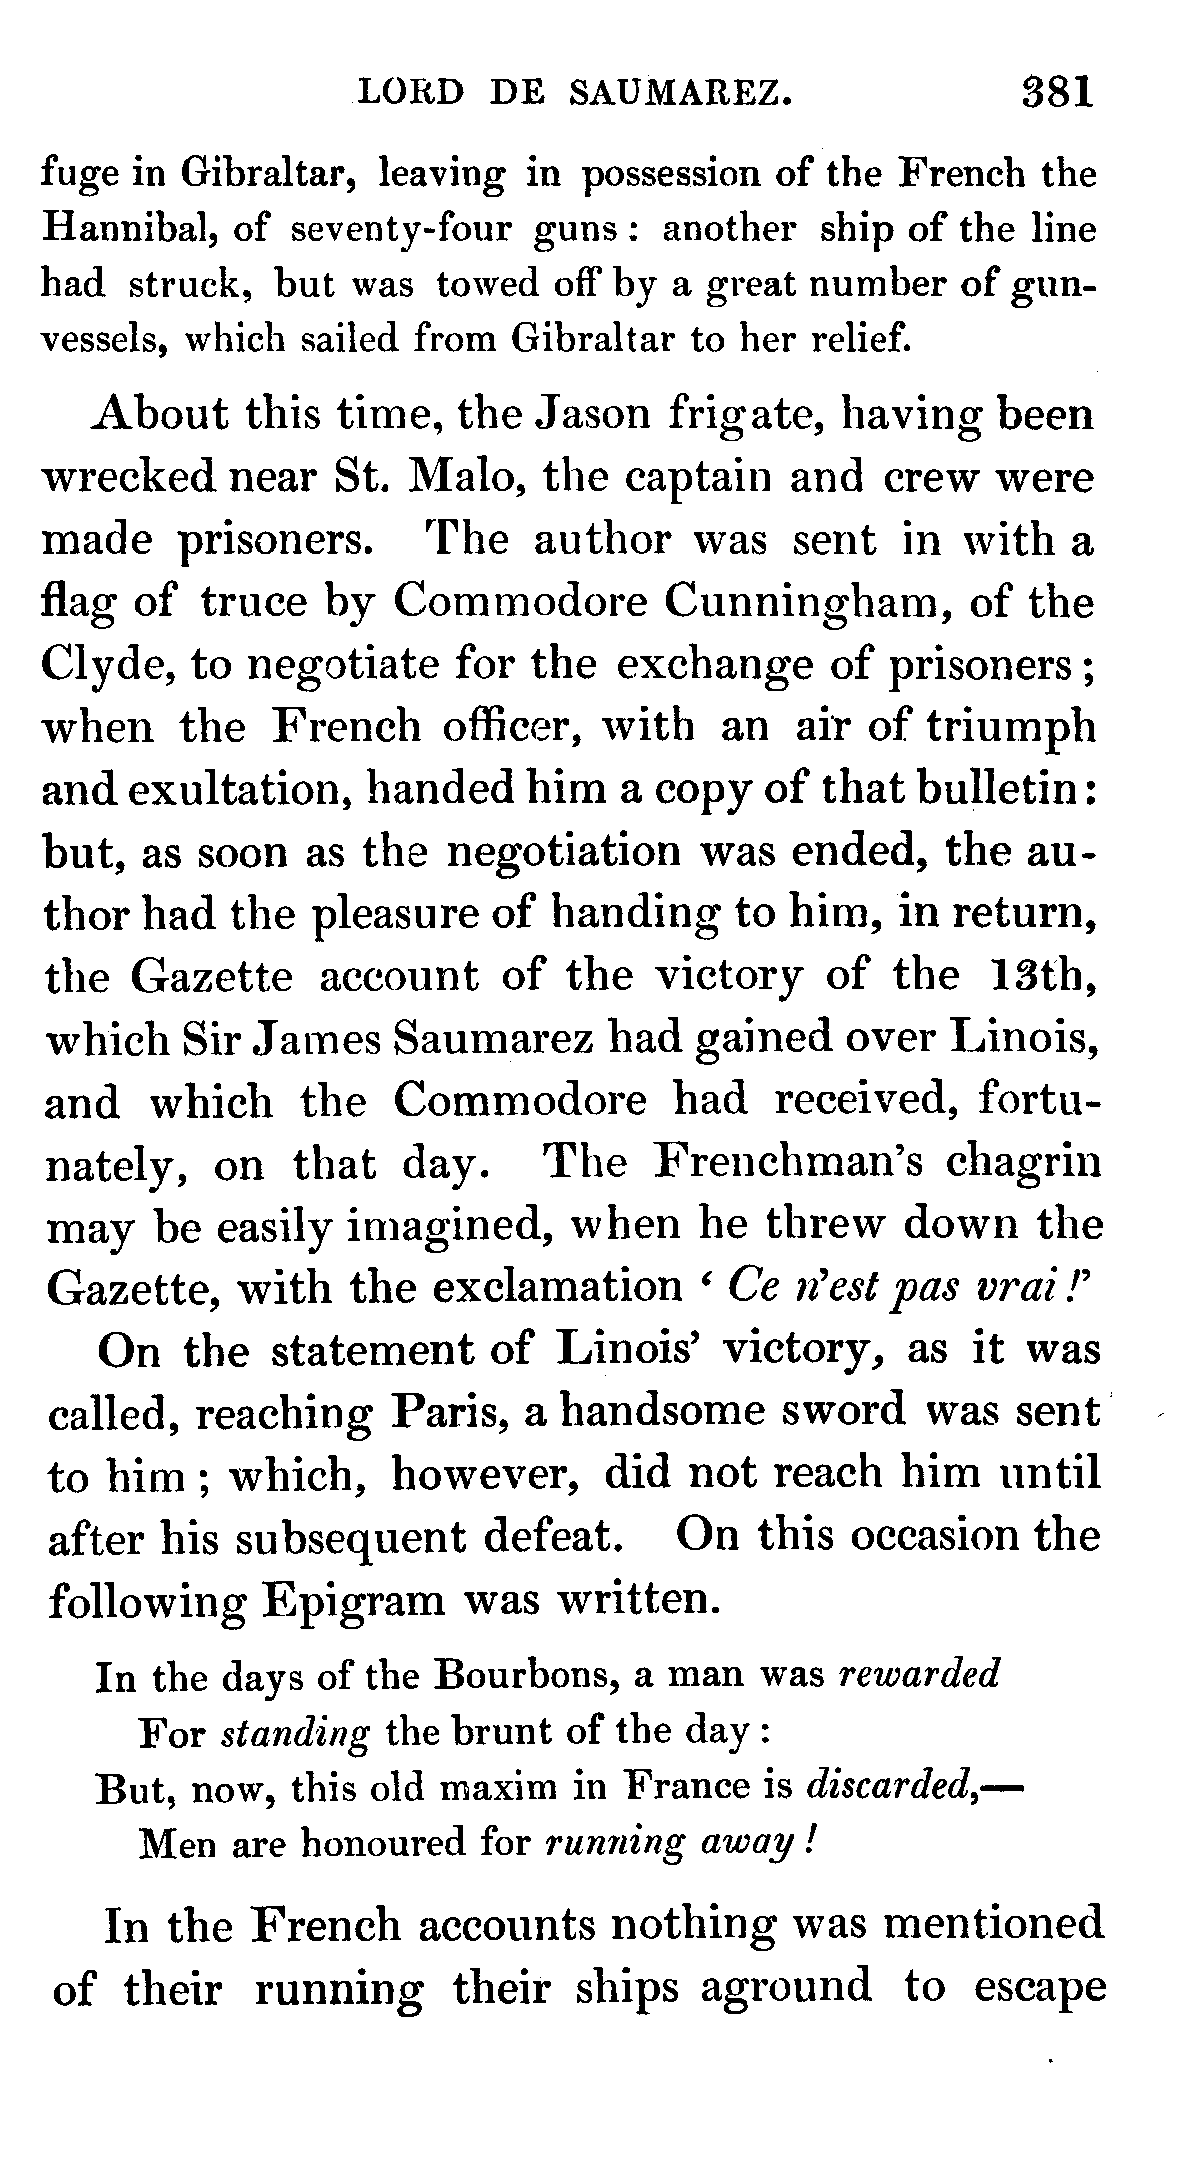 LORD DE SAUMAREZ. 381
fuge in Gibraltar, leaving in possession of the French the
Hannibal, of seventy-four guns : another ship of the line
had struck, but was towed off by a great number of gun-
vessels, which sailed from Gibraltar to her relief.
About this time, the Jason frigate, having been
wrecked near St. Malo, the captain and crew were
made prisoners. The author was sent in with a
flag of truce by Commodore Cunningham, of the
Clyde, to negotiate for the exchange of prisoners ;
when the French officer, with an air of triumph
and exultation, handed him a copy of that bulletin :
but, as soon as the negotiation was ended, the au-
thor had the pleasure of handing to him, in return,
the Gazette account of the victory of the 13th,
which Sir James Saumarez had gained over Linois,
and which the Commodore had received, fortu-
nately, on that day. The Frenchman's chagrin
may be easily imagined, when he threw down the
Gazette, with the exclamation ‘ Ce n'est pas vrai !’
On the statement of Linois’ victory, as it was
called, reaching Paris, a handsome sword was sent
to him ; which, however, did not reach him until
after his subsequent defeat. On this occasion the
following Epigram was written.
In the days of the Bourbons, a man was rewarded
For standing the brunt of the day :
But, now, this old maxim in France is discarded,—
Men are honoured for running away !
In the French accounts nothing was mentioned
of their running their ships aground to escape